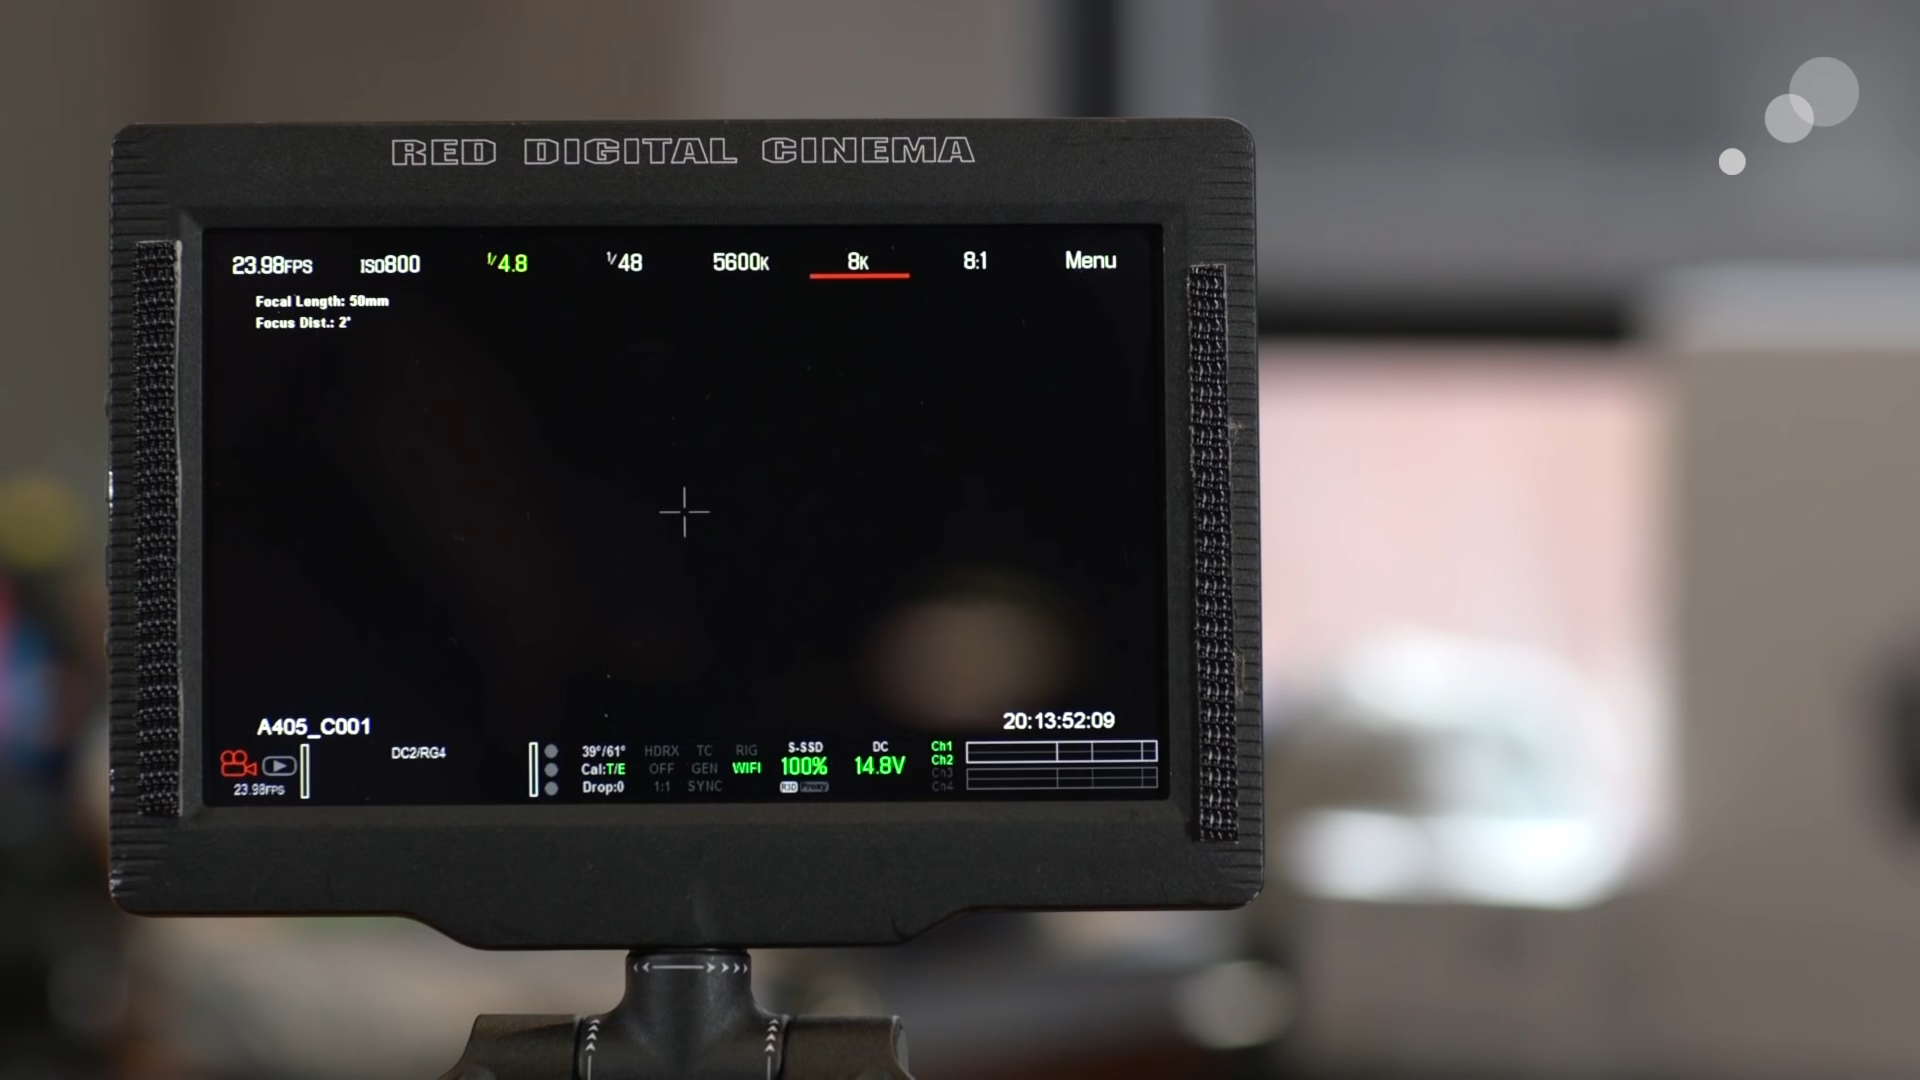 RED DIGITAL CINEMA
23.98FPS ISO800 1/4.8 1/48 5600K 8K 8:1 Menu
Focal Length: 50mm
Focus Dist.: 2"
A405_C001 20:13:52:09
DC2/RG4
39°/61° HDRX TC RIG S-SSD DC Ch1
Cal:T/E OFF GEN WIFI 100% 14.8V Ch2
Drop:0 1:1 SYNC R3D Proxy Ch3
23.98FPS Ch4